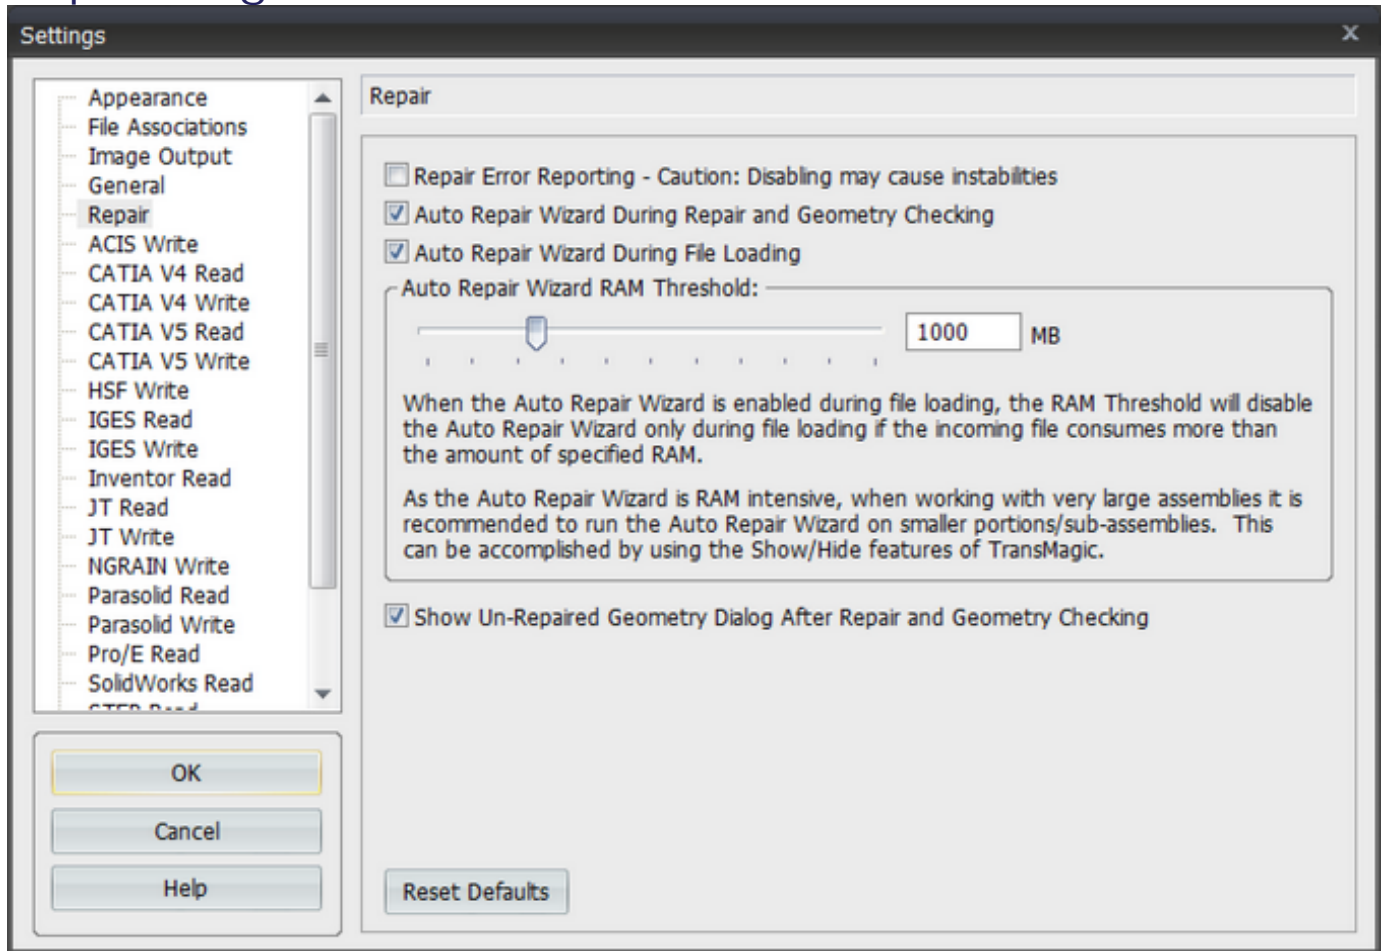 Settings
x
Appearance
File Associations
Image Output
General
Repair
ACIS Write
CATIA V4 Read
CATIA V4 Write
CATIA V5 Read
CATIA V5 Write
HSF Write
IGES Read
IGES Write
Inventor Read
JT Read
JT Write
NGRAIN Write
Parasolid Read
Parasolid Write
Pro/E Read
SolidWorks Read
OK
Cancel
Help
Repair
Repair Error Reporting - Caution: Disabling may cause instabilities
Auto Repair Wizard During Repair and Geometry Checking
Auto Repair Wizard During File Loading
Auto Repair Wizard RAM Threshold:
1000 MB
When the Auto Repair Wizard is enabled during file loading, the RAM Threshold will disable
the Auto Repair Wizard only during file loading if the incoming file consumes more than
the amount of specified RAM.
As the Auto Repair Wizard is RAM intensive, when working with very large assemblies it is
recommended to run the Auto Repair Wizard on smaller portions/sub-assemblies. This
can be accomplished by using the Show/Hide features of TransMagic.
Show Un-Repaired Geometry Dialog After Repair and Geometry Checking
Reset Defaults